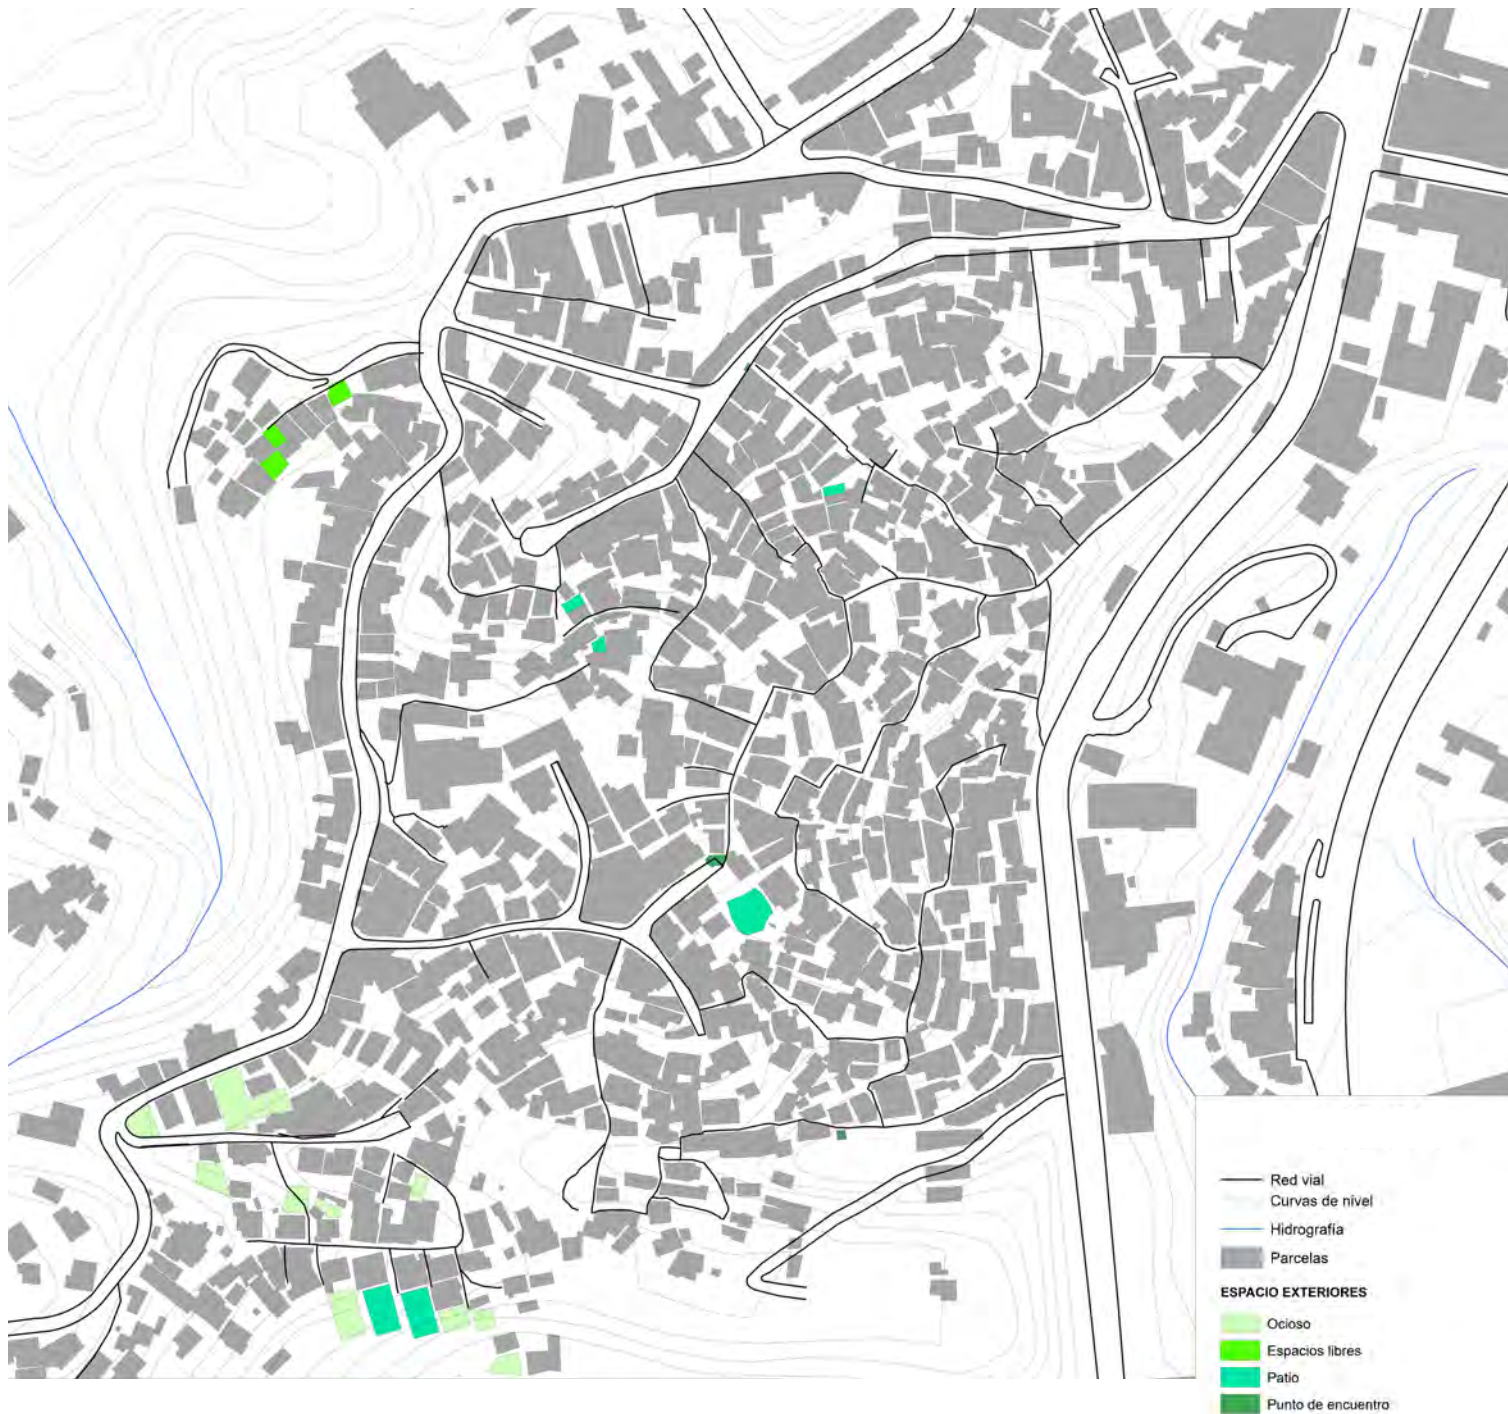 Red vial
Curvas de nivel
Hidrografía
Parcelas
ESPACIO EXTERIORES
Ocioso
Espacios libres
Patio
Punto de encuentro